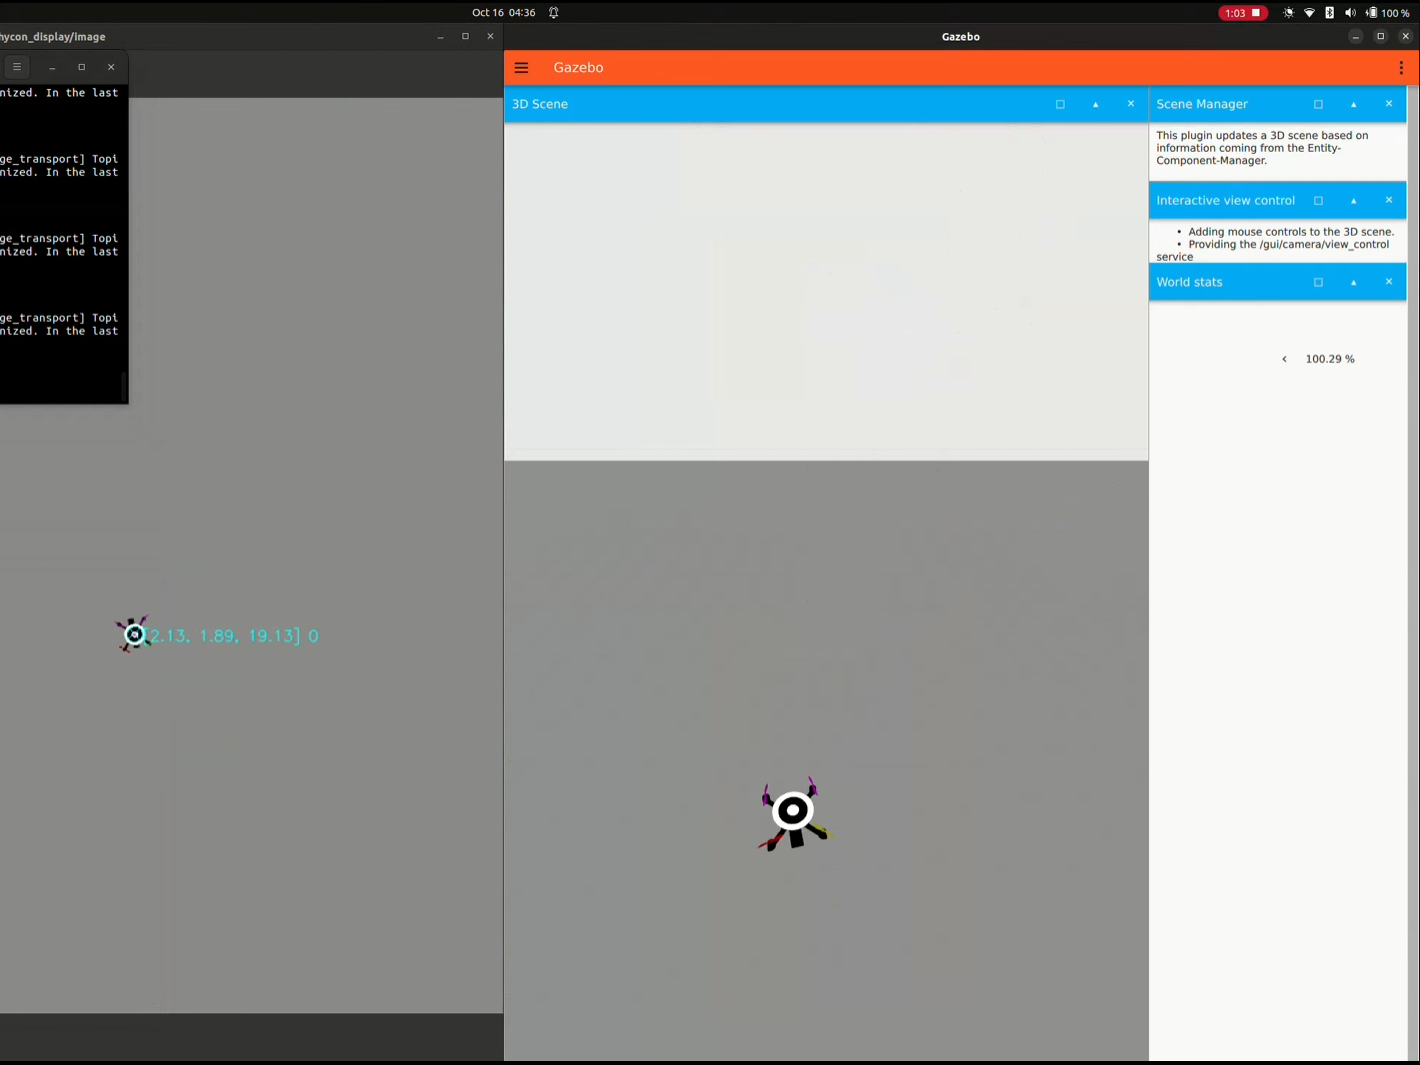 Oct 16 04:36
1:03
100 %
hycon_display/image
Gazebo
Gazebo
nized. In the last
ge_transport] Topi
nized. In the last
ge_transport] Topi
nized. In the last
ge_transport] Topi
nized. In the last
[2.13, 1.89, 19.13] 0
3D Scene
Scene Manager
This plugin updates a 3D scene based on
information coming from the Entity-
Component-Manager.
Interactive view control
• Adding mouse controls to the 3D scene.
• Providing the /gui/camera/view_control
service
World stats
100.29 %